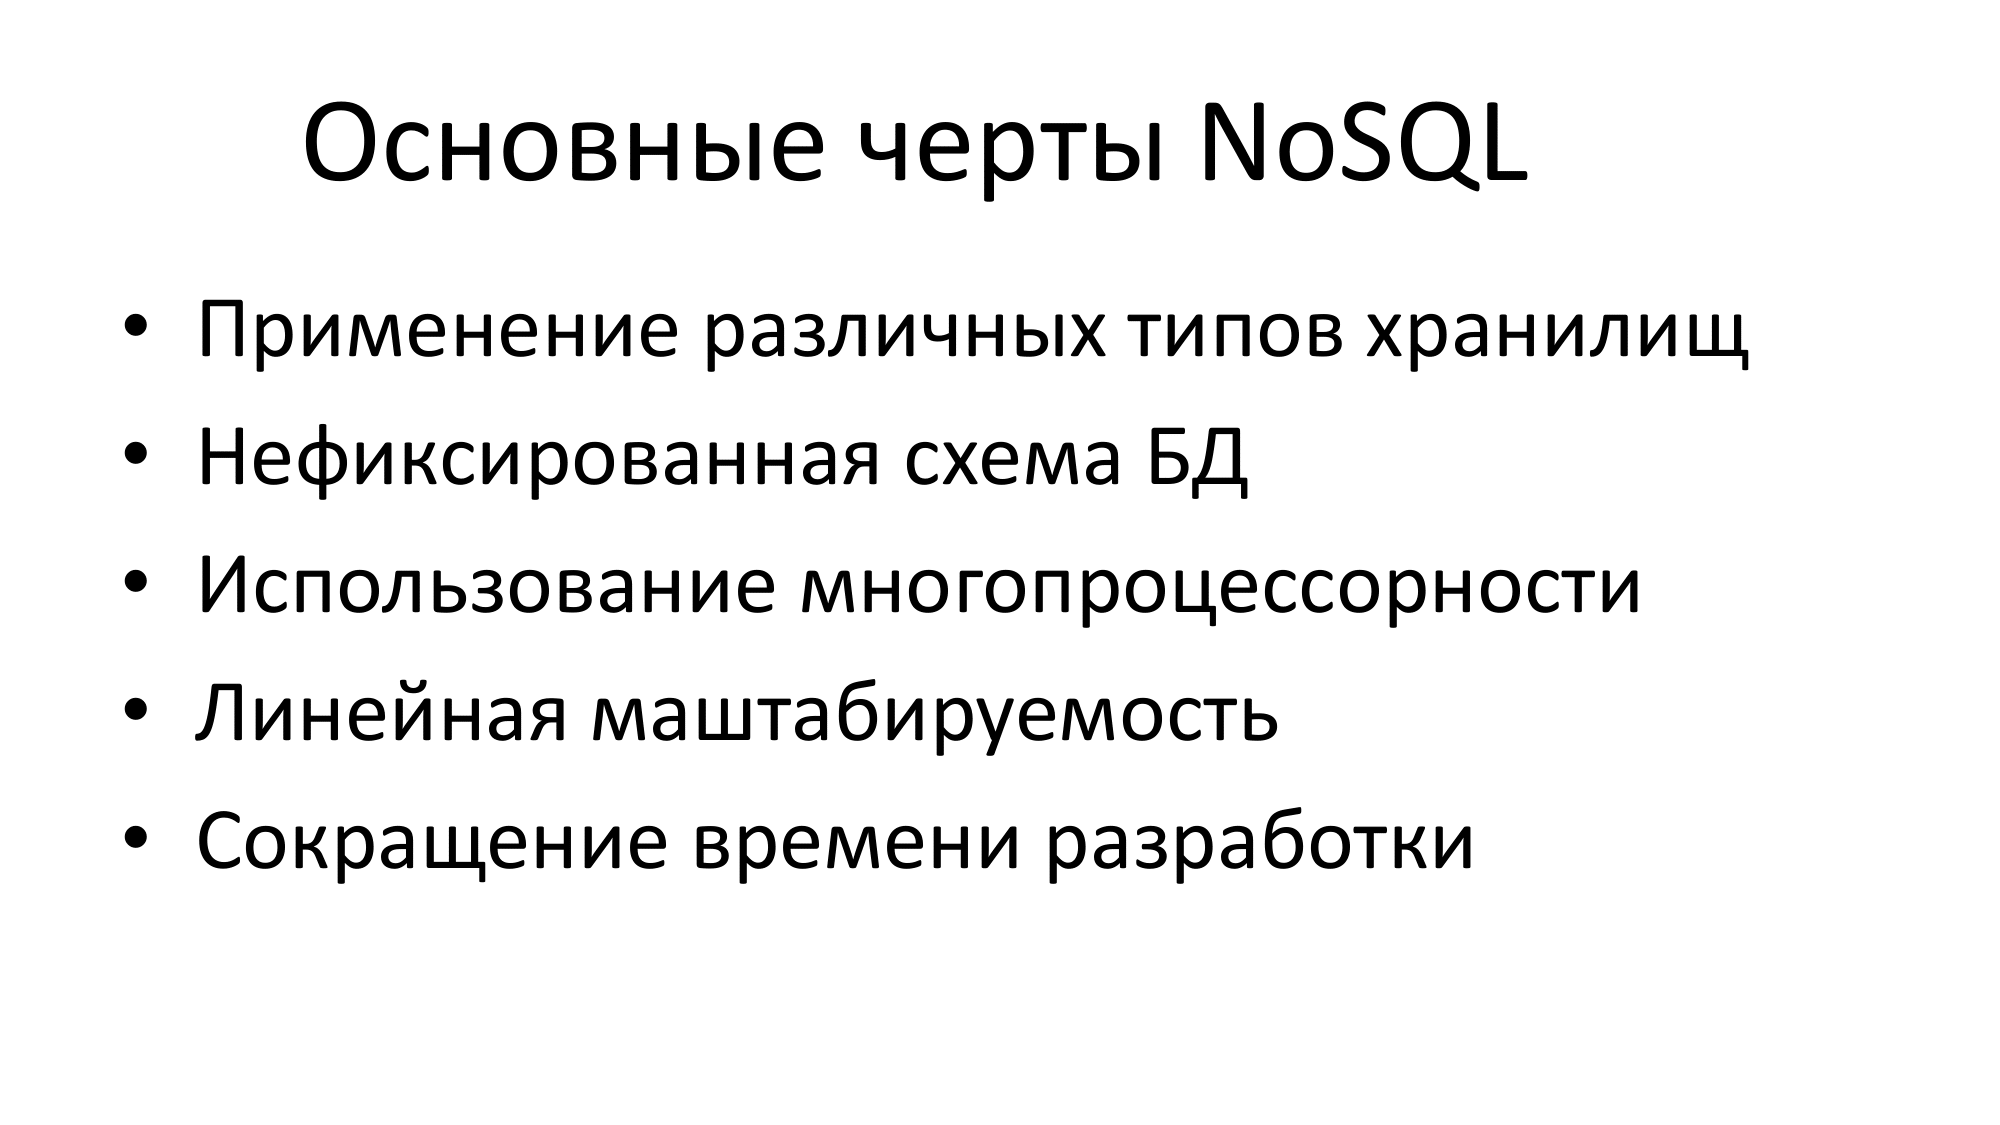 Основные черты NoSQL
• Применение различных типов хранилищ
• Нефиксированная схема БД
• Использование многопроцессорности
• Линейная маштабируемость
• Сокращение времени разработки